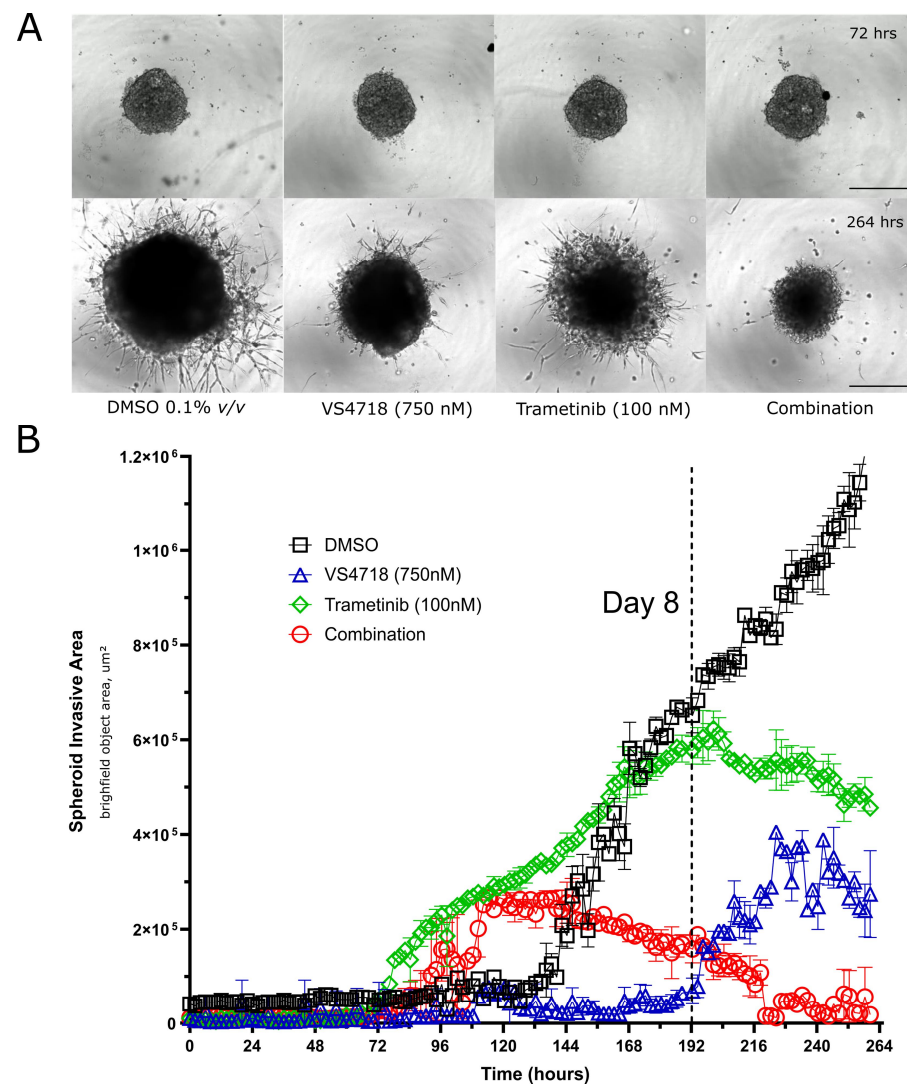 A
72 hrs
264 hrs
DMSO 0.1% v/v
VS4718 (750 nM)
Trametinib (100 nM)
Combination
B
1.2×10⁶
1×10⁶
8×10⁵
6×10⁵
4×10⁵
2×10⁵
0
Spheroid Invasive Area
brighfield object area, um²
DMSO
VS4718 (750nM)
Trametinib (100nM)
Combination
Day 8
0 24 48 72 96 120 144 168 192 216 240 264
Time (hours)